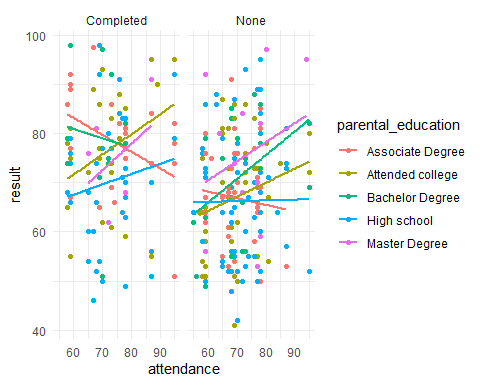 Completed None
100
80
60
40
result
60 70 80 90 60 70 80 90
attendance
parental_education
Associate Degree
Attended college
Bachelor Degree
High school
Master Degree